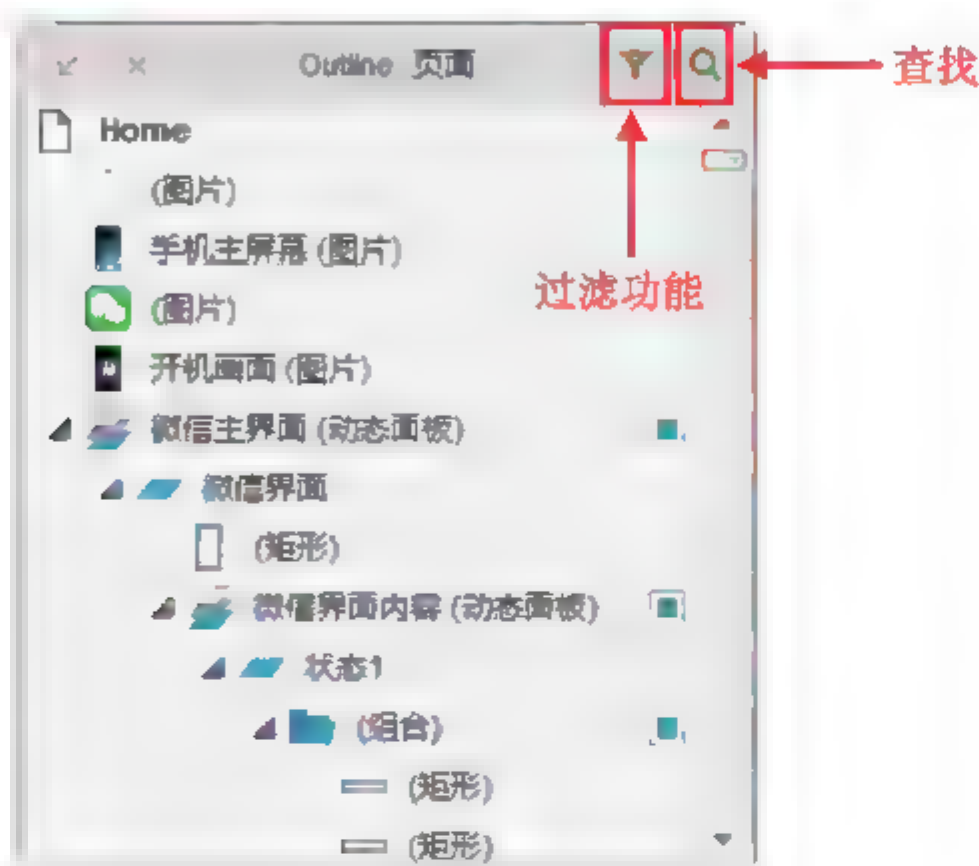 Outline 页面
查找
Home
(图片)
手机主屏幕 (图片)
过滤功能
(图片)
开机画面 (图片)
微信主界面 (动态面板)
微信界面
(矩形)
微信界面内容 (动态面板)
状态1
(组合)
(矩形)
(矩形)